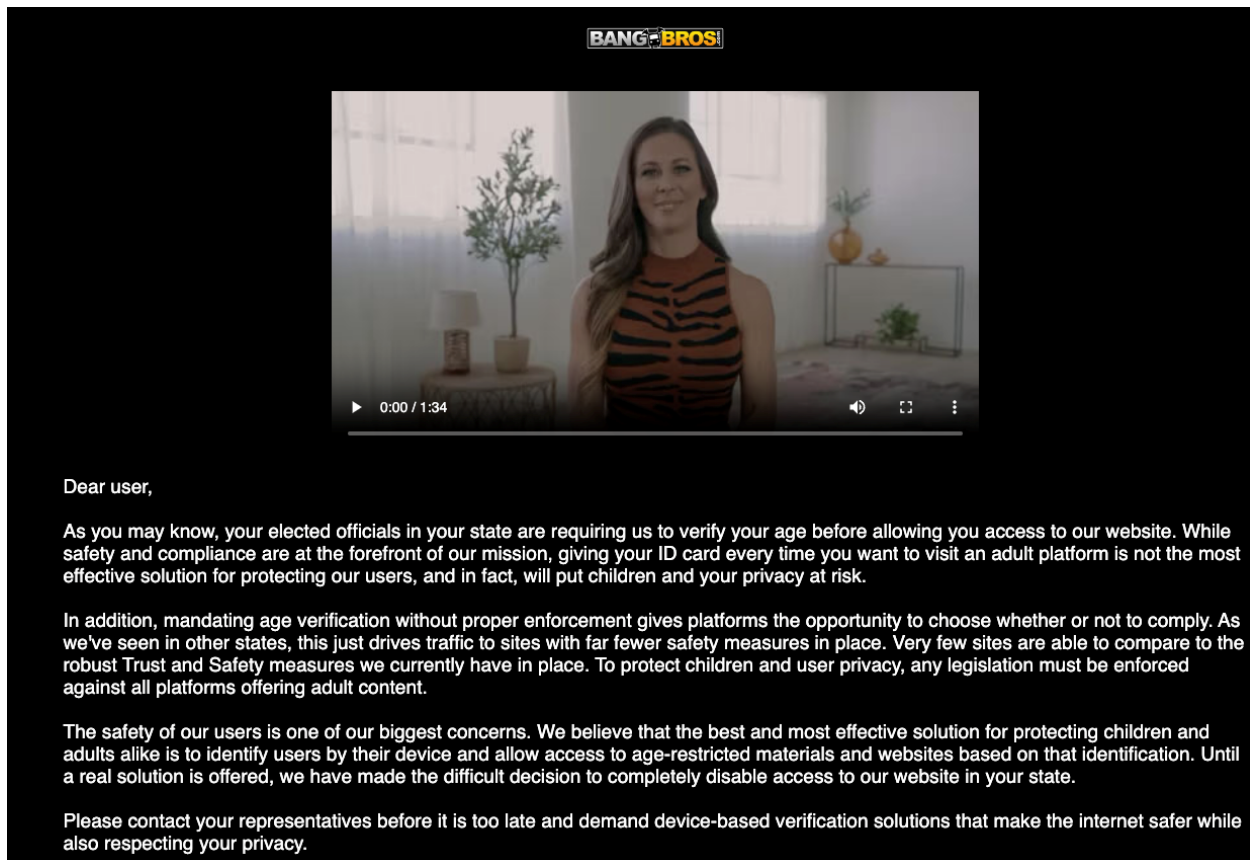 BANG BROS!
0:00 / 1:34
Dear user,
As you may know, your elected officials in your state are requiring us to verify your age before allowing you access to our website. While
safety and compliance are at the forefront of our mission, giving your ID card every time you want to visit an adult platform is not the most
effective solution for protecting our users, and in fact, will put children and your privacy at risk.
In addition, mandating age verification without proper enforcement gives platforms the opportunity to choose whether or not to comply. As
we've seen in other states, this just drives traffic to sites with far fewer safety measures in place. Very few sites are able to compare to the
robust Trust and Safety measures we currently have in place. To protect children and user privacy, any legislation must be enforced
against all platforms offering adult content.
The safety of our users is one of our biggest concerns. We believe that the best and most effective solution for protecting children and
adults alike is to identify users by their device and allow access to age-restricted materials and websites based on that identification. Until
a real solution is offered, we have made the difficult decision to completely disable access to our website in your state.
Please contact your representatives before it is too late and demand device-based verification solutions that make the internet safer while
also respecting your privacy.